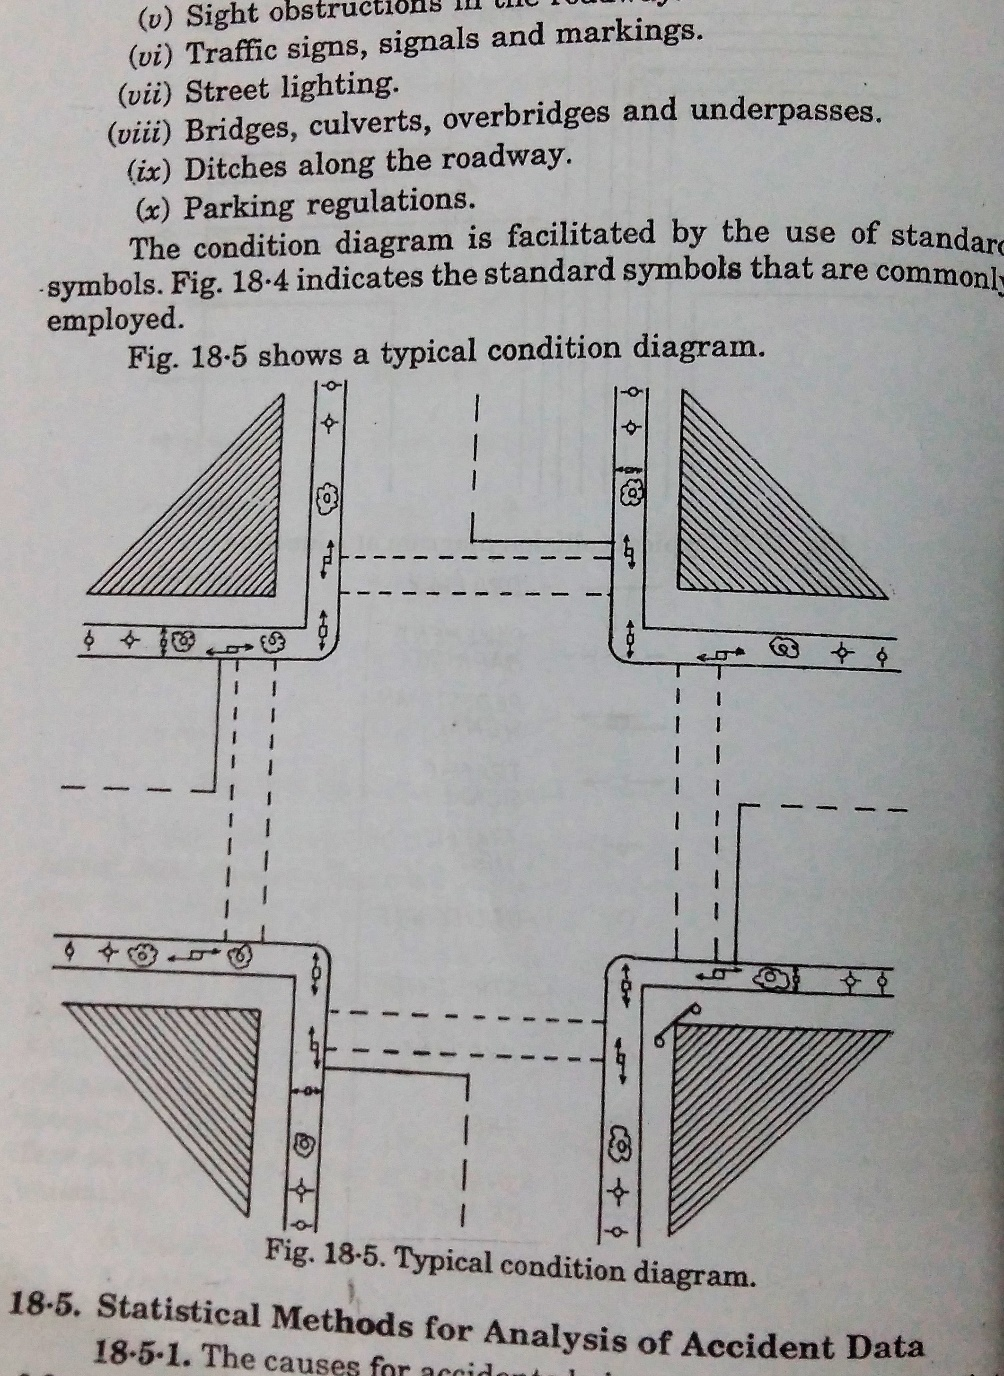 (v) Sight obstructions in the roadway.
(vi) Traffic signs, signals and markings.
(vii) Street lighting.
(viii) Bridges, culverts, overbridges and underpasses.
(ix) Ditches along the roadway.
(x) Parking regulations.
The condition diagram is facilitated by the use of standard
symbols. Fig. 18·4 indicates the standard symbols that are commonly
employed.
Fig. 18·5 shows a typical condition diagram.
Fig. 18·5. Typical condition diagram.
18·5. Statistical Methods for Analysis of Accident Data
18·5·1. The causes for